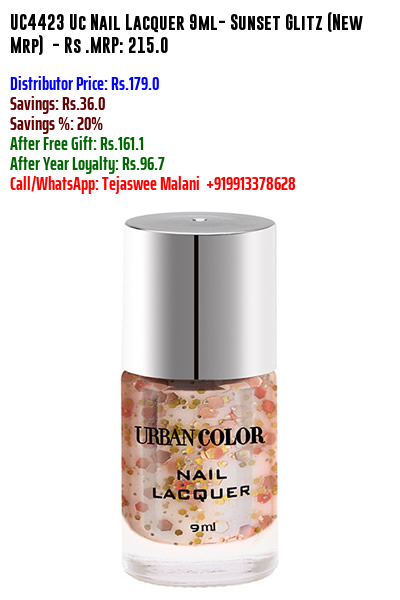 UC4423 Uc Nail Lacquer 9ml- Sunset Glitz (New
Mrp) - Rs .MRP: 215.0
Distributor Price: Rs.179.0
Savings: Rs.36.0
Savings %: 20%
After Free Gift: Rs.161.1
After Year Loyalty: Rs.96.7
Call/WhatsApp: Tejaswee Malani +919913378628
URBAN COLOR
NAIL
LACQUER
9ml